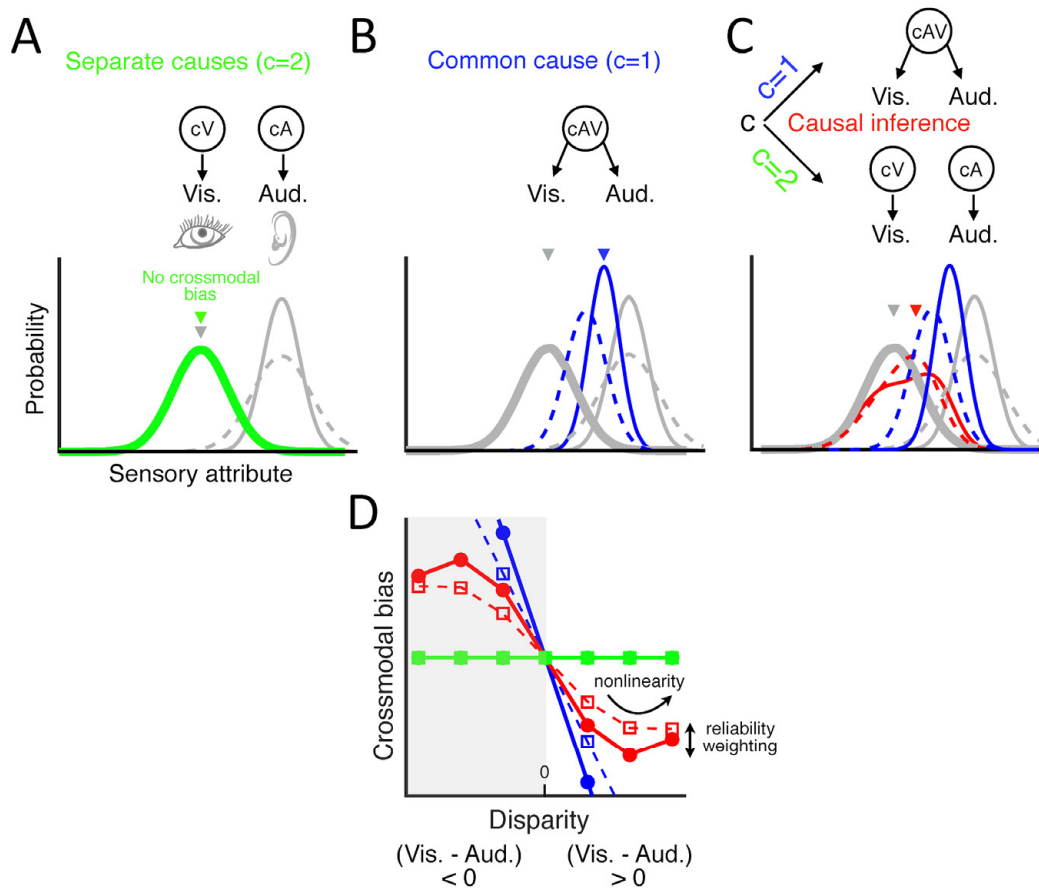 A
Separate causes (c=2)
cV
cA
Vis.
Aud.
No crossmodal
bias
Probability
Sensory attribute
B
Common cause (c=1)
cAV
Vis.
Aud.
C
cAV
c=1
Vis.
Aud.
c
Causal inference
c=2
cV
cA
Vis.
Aud.
D
Crossmodal bias
nonlinearity
reliability
weighting
0
Disparity
(Vis. - Aud.)
< 0
(Vis. - Aud.)
> 0